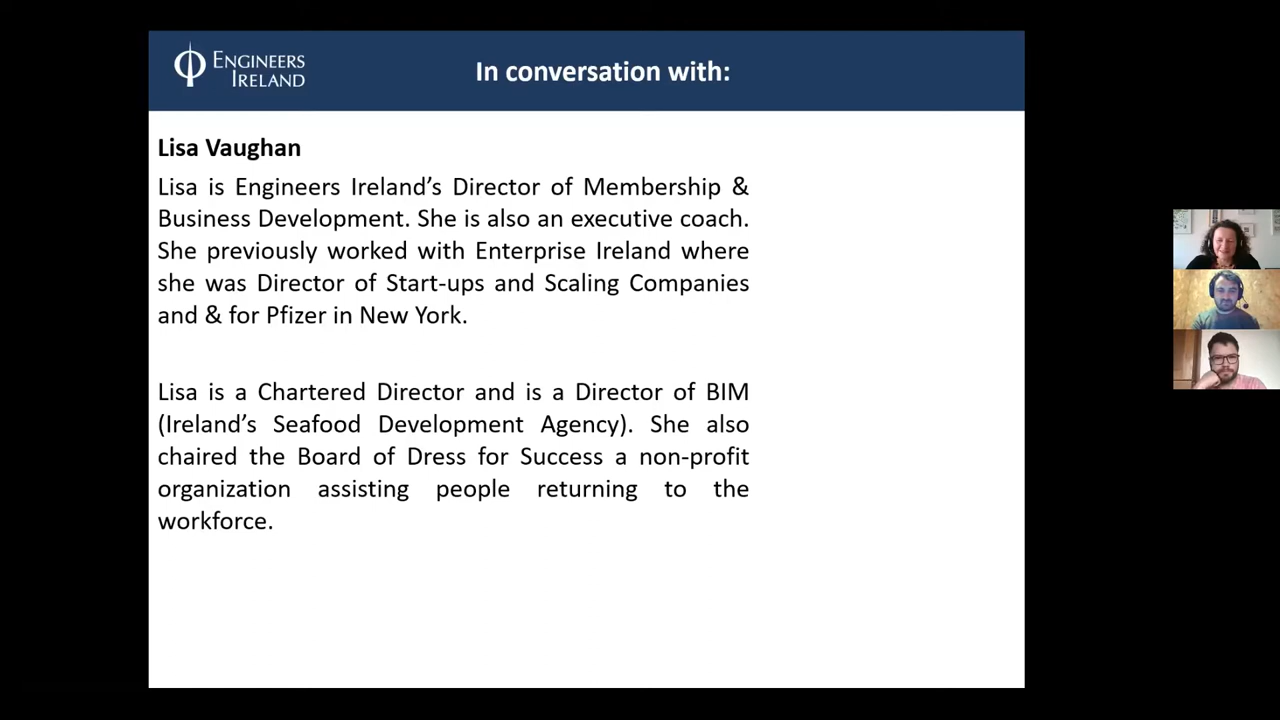 ENGINEERS
IRELAND
In conversation with:
Lisa Vaughan
Lisa is Engineers Ireland’s Director of Membership &
Business Development. She is also an executive coach.
She previously worked with Enterprise Ireland where
she was Director of Start-ups and Scaling Companies
and & for Pfizer in New York.
Lisa is a Chartered Director and is a Director of BIM
(Ireland’s Seafood Development Agency). She also
chaired the Board of Dress for Success a non-profit
organization assisting people returning to the
workforce.